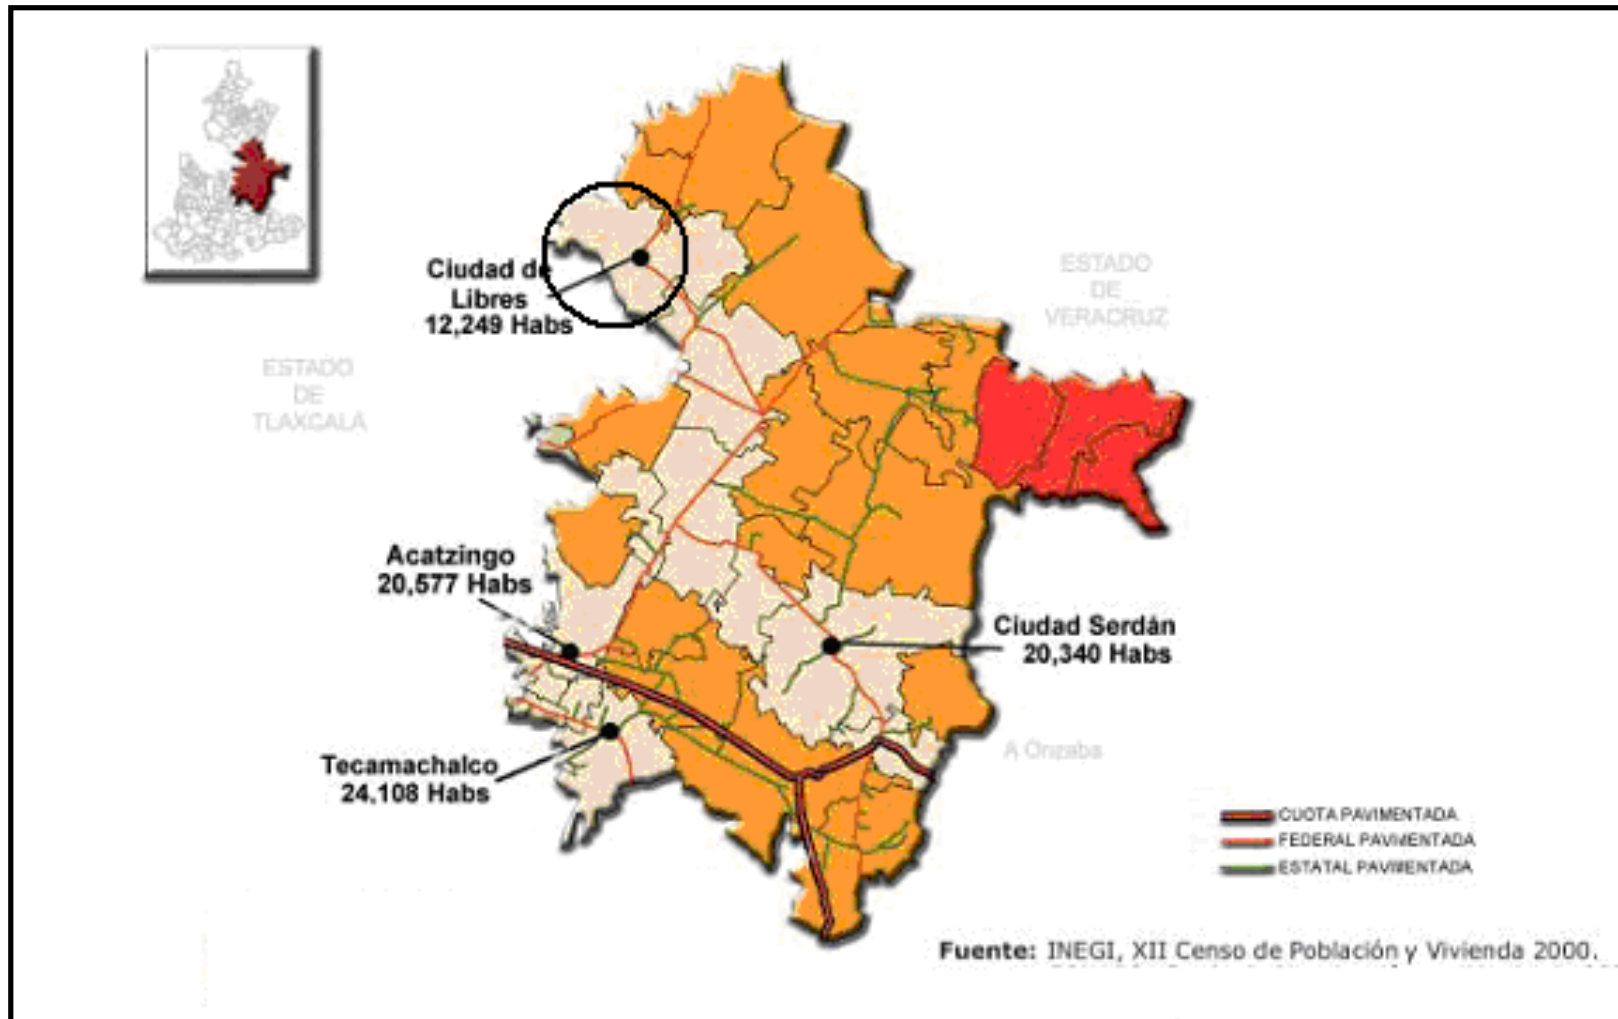 ESTADO
DE
VERACRUZ
Ciudad de
Libres
12,249 Habs
ESTADO
DE
TLAXCALA
Acatzingo
20,577 Habs
Ciudad Serdán
20,340 Habs
A Orizaba
Tecamachalco
24,108 Habs
CUOTA PAVIMENTADA
FEDERAL PAVIMENTADA
ESTATAL PAVIMENTADA
Fuente: INEGI, XII Censo de Población y Vivienda 2000.